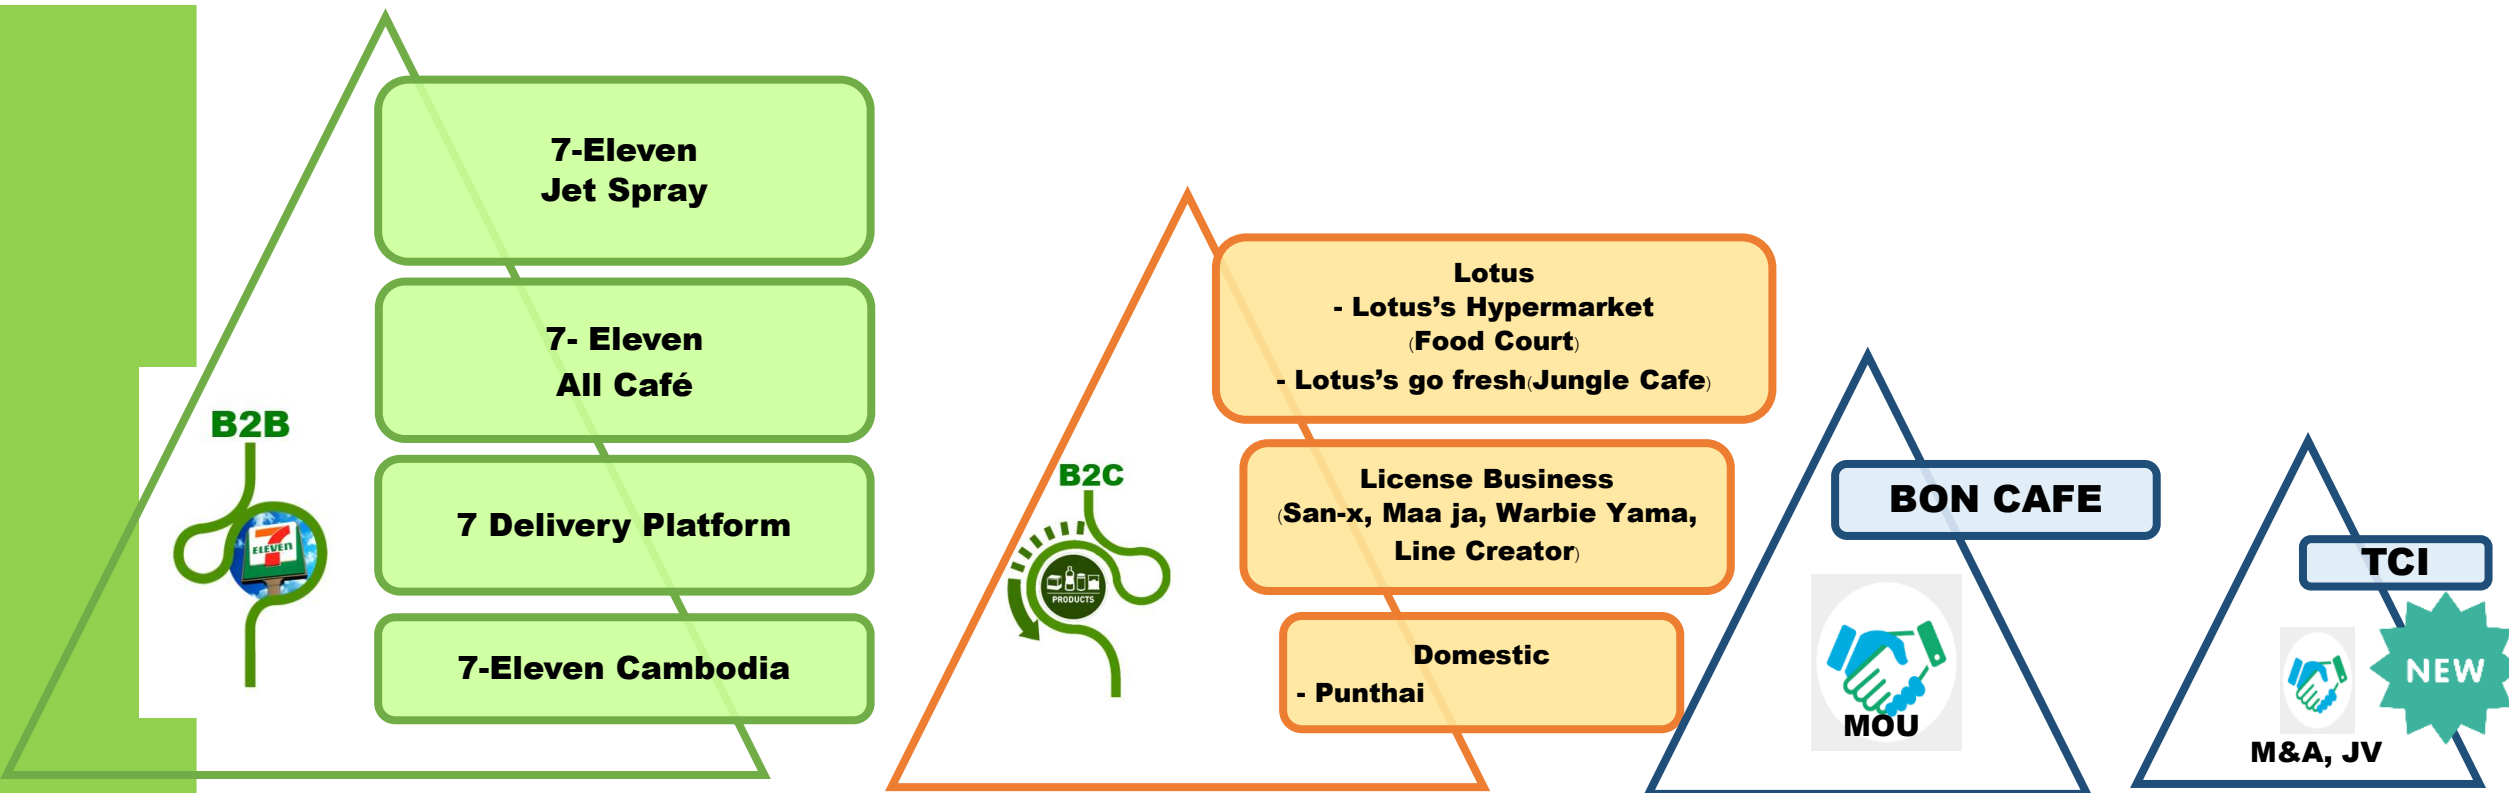 7-Eleven
Jet Spray
7- Eleven
All Café
7 Delivery Platform
7-Eleven Cambodia
B2B
7
ELEVEn
Lotus
- Lotus’s Hypermarket
(Food Court)
- Lotus’s go fresh(Jungle Cafe)
License Business
(San-x, Maa ja, Warbie Yama,
Line Creator)
Domestic
- Punthai
B2C
PRODUCTS
BON CAFE
MOU
TCI
NEW
M&A, JV